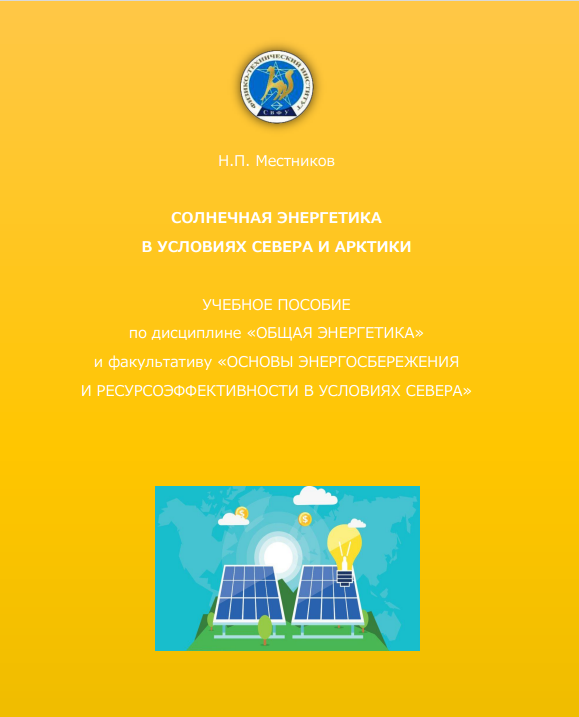 ФИЗИКО-ТЕХНИЧЕСКИЙ ИНСТИТУТ
СВФУ
Н.П. Местников
СОЛНЕЧНАЯ ЭНЕРГЕТИКА
В УСЛОВИЯХ СЕВЕРА И АРКТИКИ
УЧЕБНОЕ ПОСОБИЕ
по дисциплине «ОБЩАЯ ЭНЕРГЕТИКА»
и факультативу «ОСНОВЫ ЭНЕРГОСБЕРЕЖЕНИЯ
И РЕСУРСОЭФФЕКТИВНОСТИ В УСЛОВИЯХ СЕВЕРА»
$
$